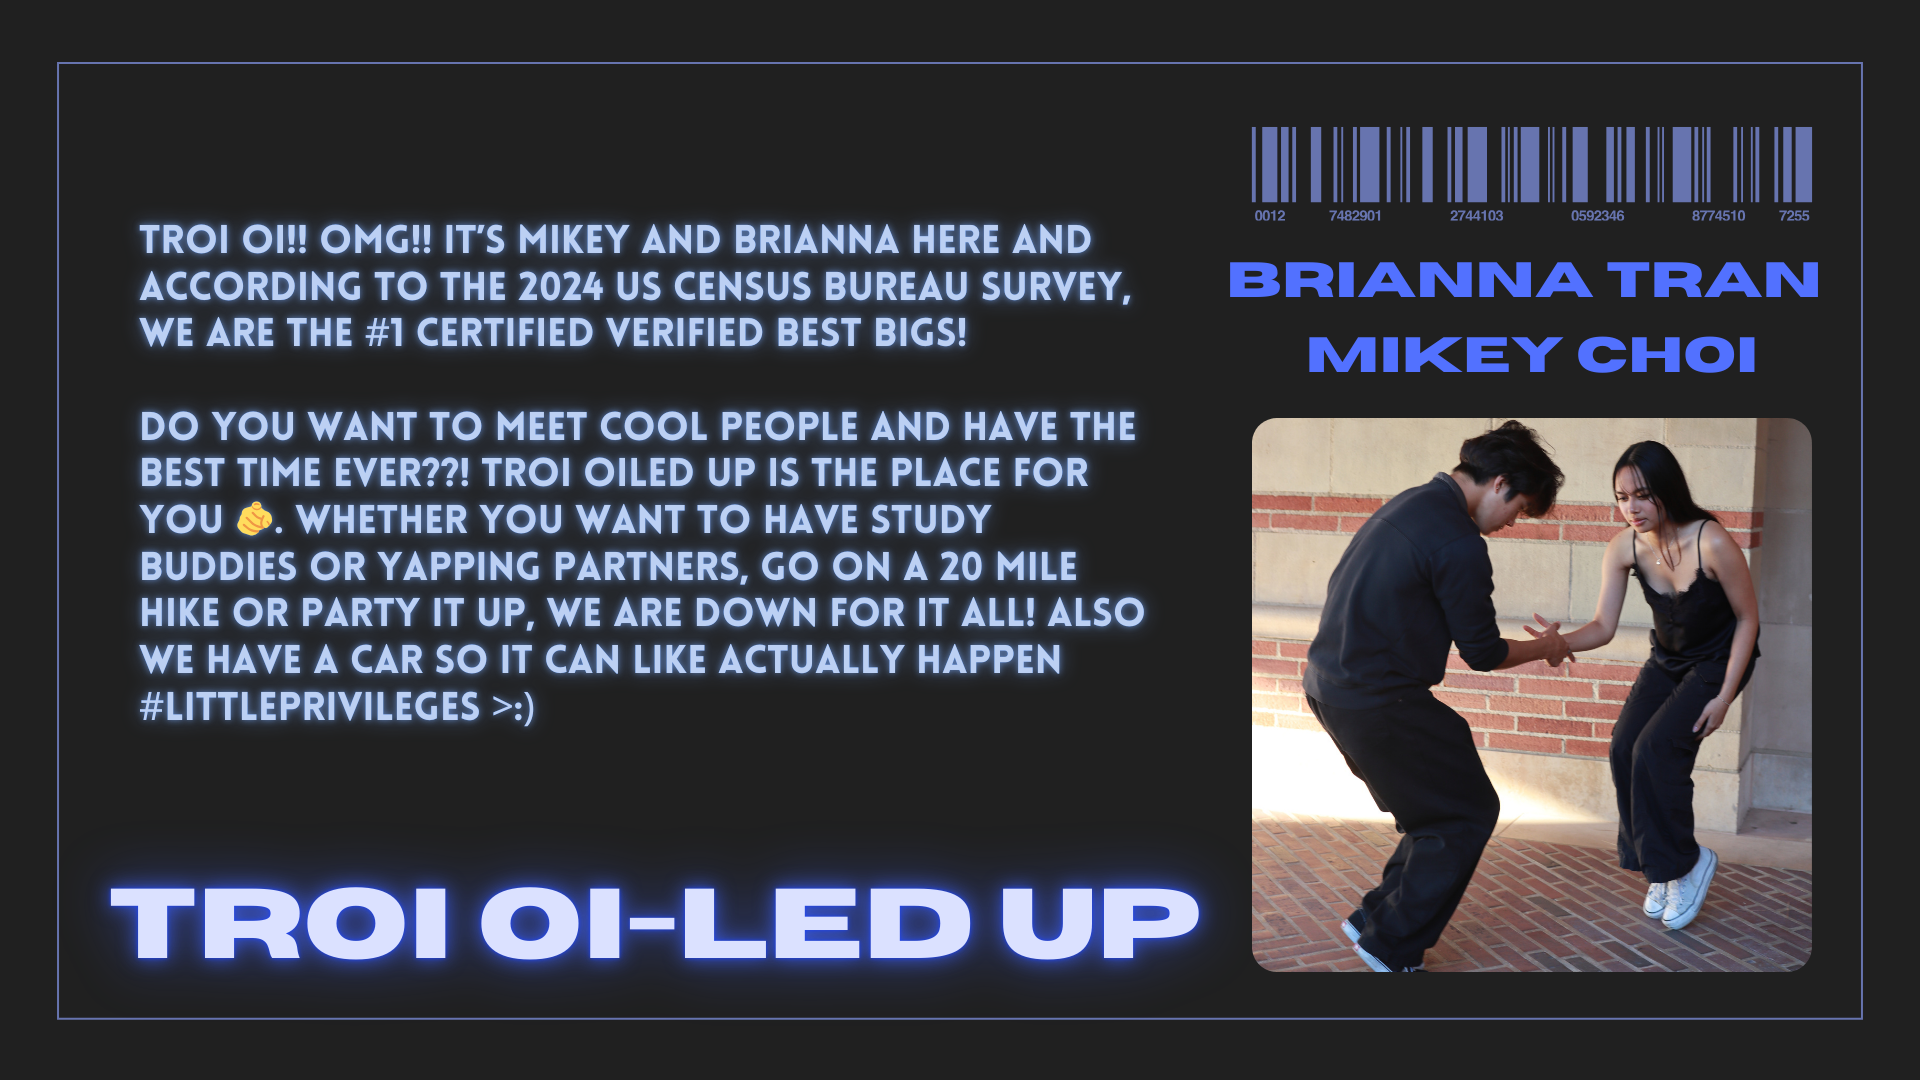 TROI OI!! OMG!! IT’S MIKEY AND BRIANNA HERE AND
ACCORDING TO THE 2024 US CENSUS BUREAU SURVEY,
WE ARE THE #1 CERTIFIED VERIFIED BEST BIGS!
DO YOU WANT TO MEET COOL PEOPLE AND HAVE THE
BEST TIME EVER??! TROI OILED UP IS THE PLACE FOR
YOU 🫵. WHETHER YOU WANT TO HAVE STUDY
BUDDIES OR YAPPING PARTNERS, GO ON A 20 MILE
HIKE OR PARTY IT UP, WE ARE DOWN FOR IT ALL! ALSO
WE HAVE A CAR SO IT CAN LIKE ACTUALLY HAPPEN
#LITTLEPRIVILEGES >:)
TROI OI-LED UP
0012 7482901 2744103 0592346 8774510 7255
BRIANNA TRAN
MIKEY CHOI